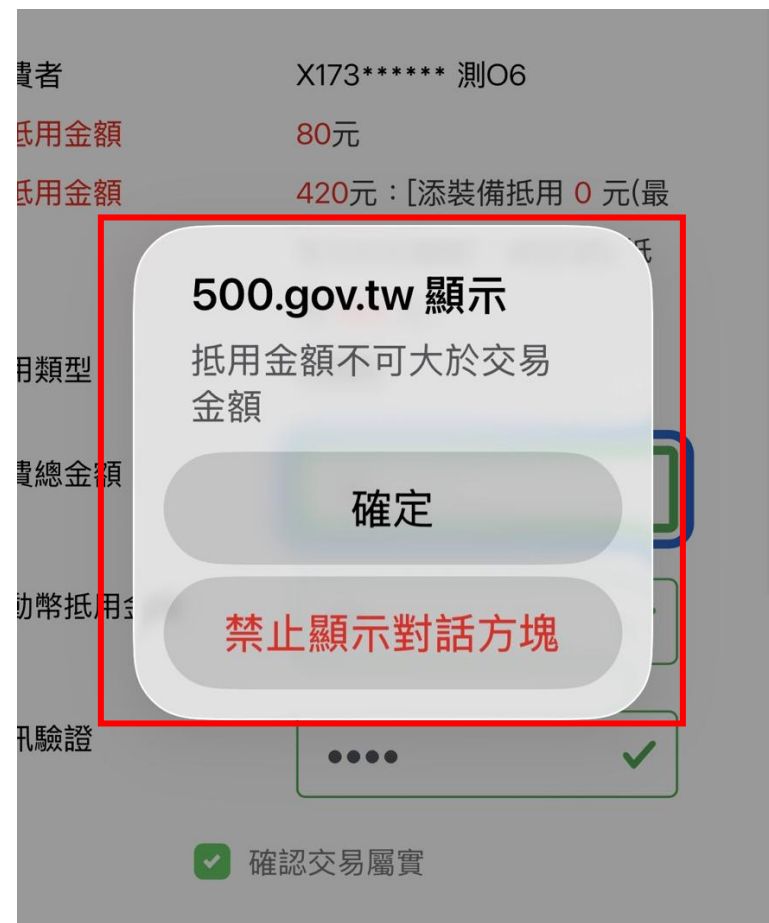 費者 X173****** 測O6
抵用金額 80元
抵用金額 420元：[添裝備抵用 0 元(最
抵
500.gov.tw 顯示
抵用金額不可大於交易
金額
用類型
費總金額
確定
動幣抵用金
禁止顯示對話方塊
訊驗證 ••••
確認交易屬實